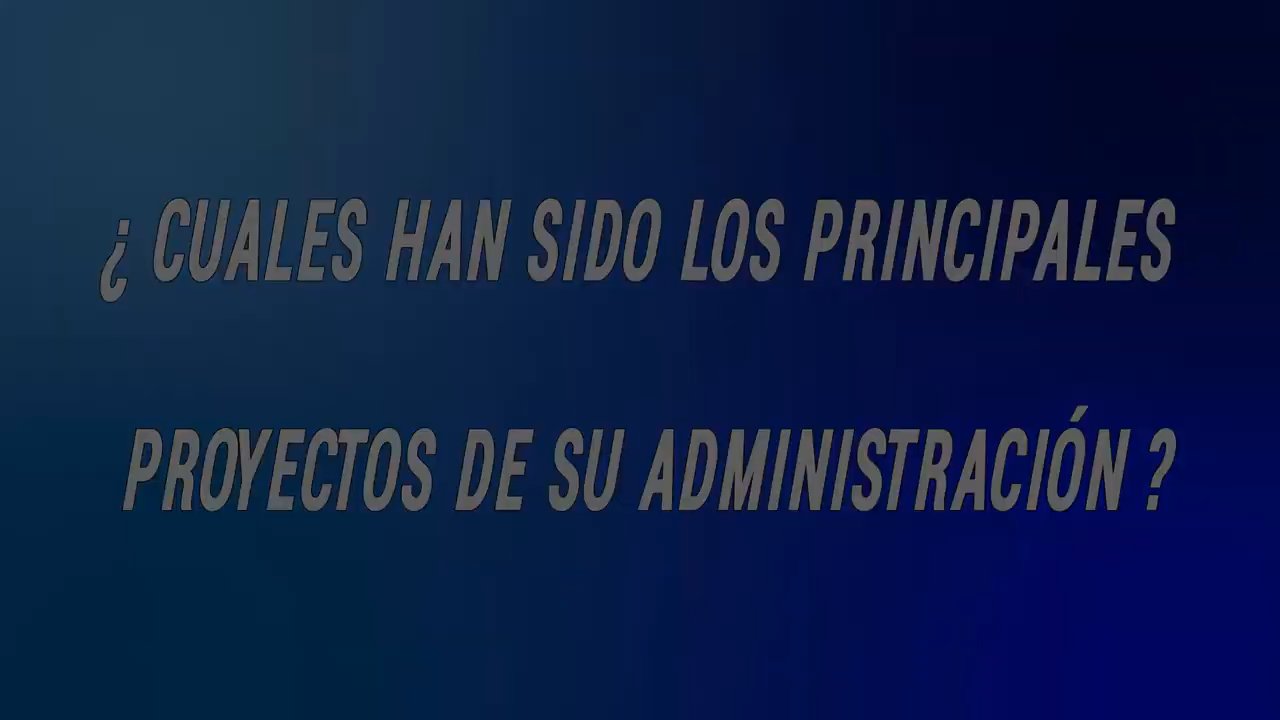 ¿ CUALES HAN SIDO LOS PRINCIPALES
PROYECTOS DE SU ADMINISTRACIÓN ?